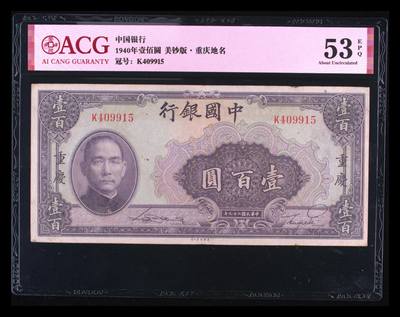 ACG
AI CANG GUARANTY
中国银行
1940年壹佰圓 美钞版·重庆地名
冠号: K409915
53 EPQ
About Uncirculated
中國銀行
K409915
K409915
壹百
壹百
重慶
重慶
壹百圓
壹百
壹百